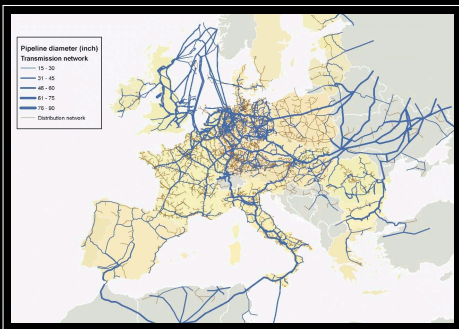 Pipeline diameter (inch)
Transmission network
15 - 30
31 - 45
46 - 60
61 - 75
76 - 90
Distribution network